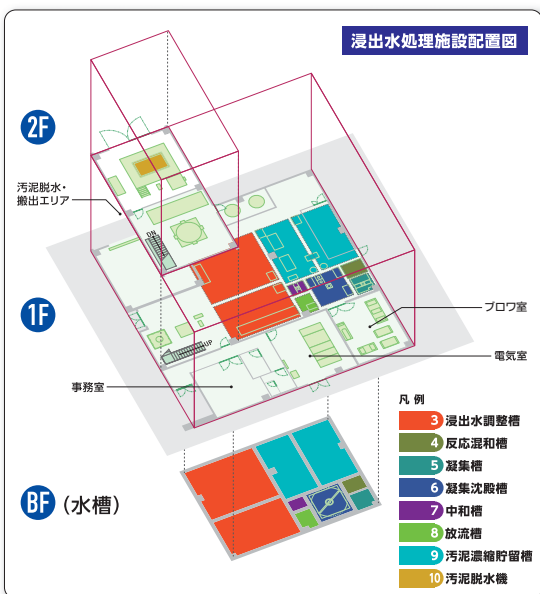 浸出水処理施設配置図
2F
汚泥脱水・
搬出エリア
DN
1F
UP
ブロワ室
電気室
事務室
凡例
3 浸出水調整槽
4 反応混和槽
5 凝集槽
6 凝集沈殿槽
7 中和槽
8 放流槽
9 汚泥濃縮貯留槽
10 汚泥脱水機
BF (水槽)